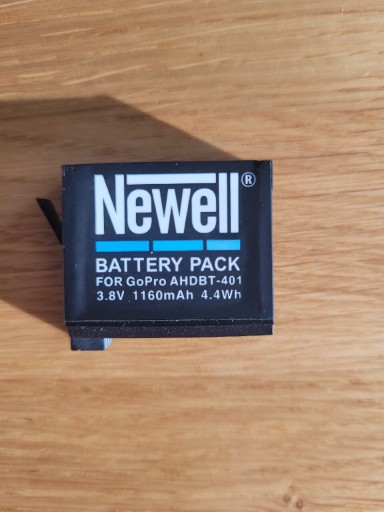 Newell®
BATTERY PACK
FOR GoPro AHDBT-401
3.8V 1160mAh 4.4Wh